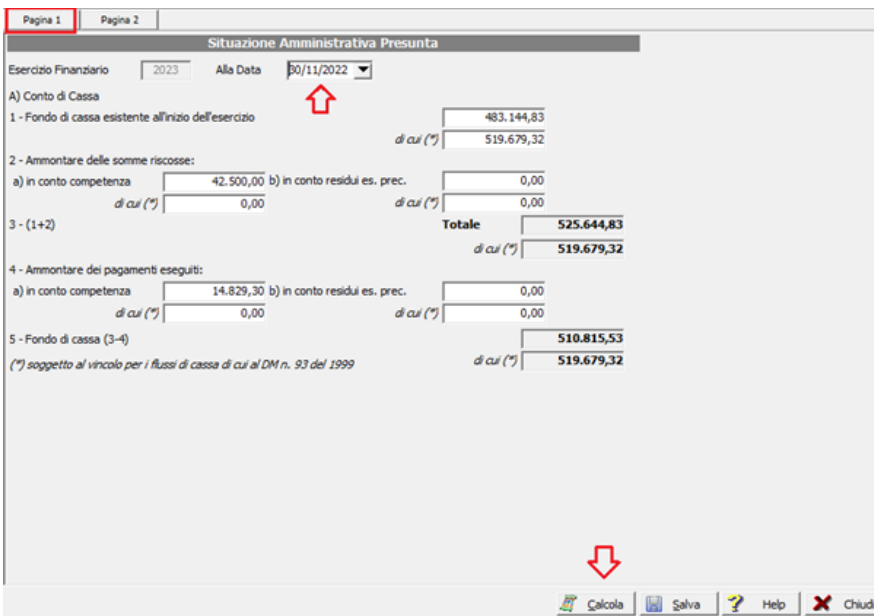 Pagina 1 Pagina 2
Situazione Amministrativa Presunta
Esercizio Finanziario 2023 Alla Data 30/11/2022
A) Conto di Cassa
1 - Fondo di cassa esistente all'inizio dell'esercizio 483.144,83
di cui (*) 519.679,32
2 - Ammontare delle somme riscosse:
a) in conto competenza 42.500,00 b) in conto residui es. prec. 0,00
di cui (*) 0,00 di cui (*) 0,00
3 - (1+2) Totale 525.644,83
di cui (*) 519.679,32
4 - Ammontare dei pagamenti eseguiti:
a) in conto competenza 14.829,30 b) in conto residui es. prec. 0,00
di cui (*) 0,00 di cui (*) 0,00
5 - Fondo di cassa (3-4) 510.815,53
(*) soggetto al vincolo per i flussi di cassa di cui al DM n. 93 del 1999 di cui (*) 519.679,32
Calcola Salva Help Chiud